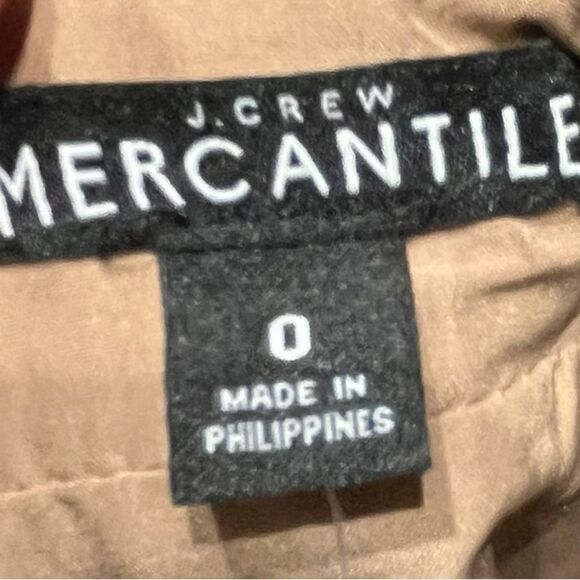 J.CREW
MERCANTILE
0
MADE IN
PHILIPPINES